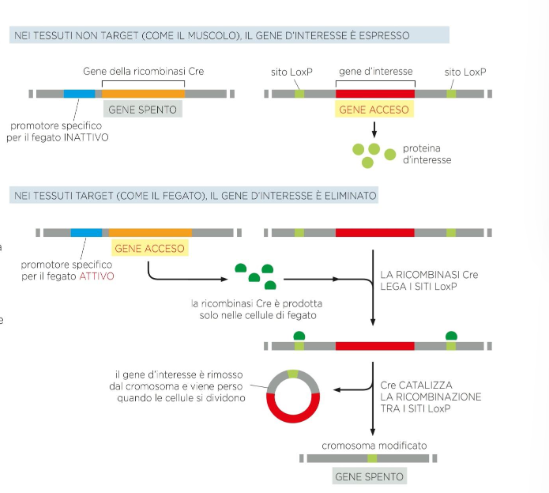 NEI TESSUTI NON TARGET (COME IL MUSCOLO), IL GENE D'INTERESSE È ESPRESSO
Gene della ricombinasi Cre
sito LoxP
gene d'interesse
sito LoxP
GENE SPENTO
GENE ACCESO
promotore specifico
per il fegato INATTIVO
proteina
d'interesse
NEI TESSUTI TARGET (COME IL FEGATO), IL GENE D'INTERESSE È ELIMINATO
a
GENE ACCESO
promotore specifico
per il fegato ATTIVO
LA RICOMBINASI Cre
LEGA I SITI LoxP
la ricombinasi Cre è prodotta
solo nelle cellule di fegato
e
il gene d'interesse è rimosso
dal cromosoma e viene perso
quando le cellule si dividono
Cre CATALIZZA
LA RICOMBINAZIONE
TRA I SITI LoxP
cromosoma modificato
GENE SPENTO